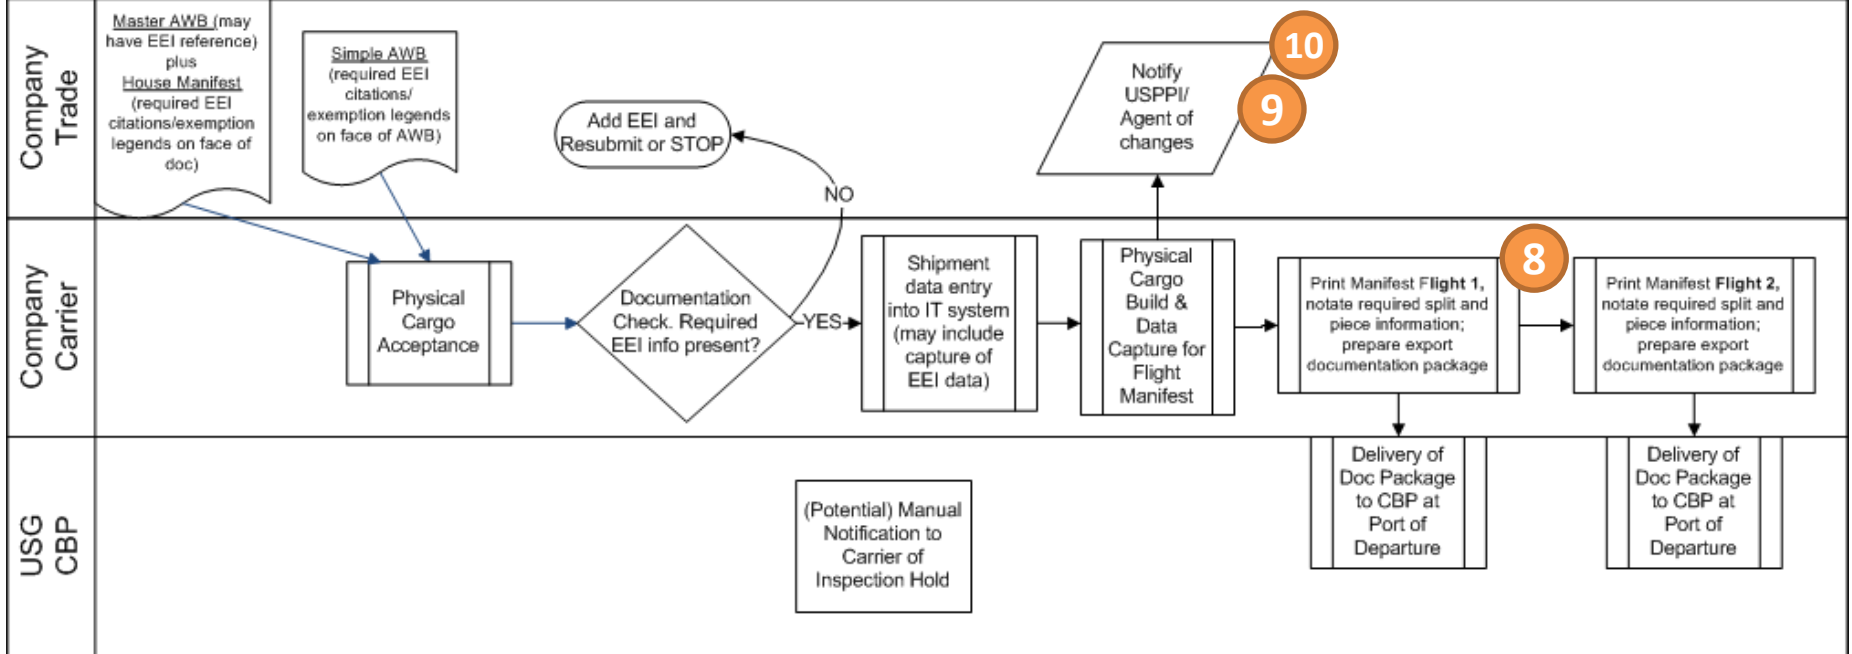 Company
Trade
Master AWB (may
have EEI reference)
plus
House Manifest
(required EEI
citations/exemption
legends on face of
doc)
Simple AWB
(required EEI
citations/
exemption legends
on face of AWB)
Add EEI and
Resubmit or STOP
NO
Notify
USPPI/
Agent of
changes
10
9
Company
Carrier
Physical
Cargo
Acceptance
Documentation
Check. Required
EEI info present?
YES
Shipment
data entry
into IT system
(may include
capture of
EEI data)
Physical
Cargo
Build &
Data
Capture for
Flight
Manifest
Print Manifest Flight 1,
notate required split and
piece information;
prepare export
documentation package
8
Print Manifest Flight 2,
notate required split and
piece information;
prepare export
documentation package
USG
CBP
(Potential) Manual
Notification to
Carrier of
Inspection Hold
Delivery of
Doc Package
to CBP at
Port of
Departure
Delivery of
Doc Package
to CBP at
Port of
Departure